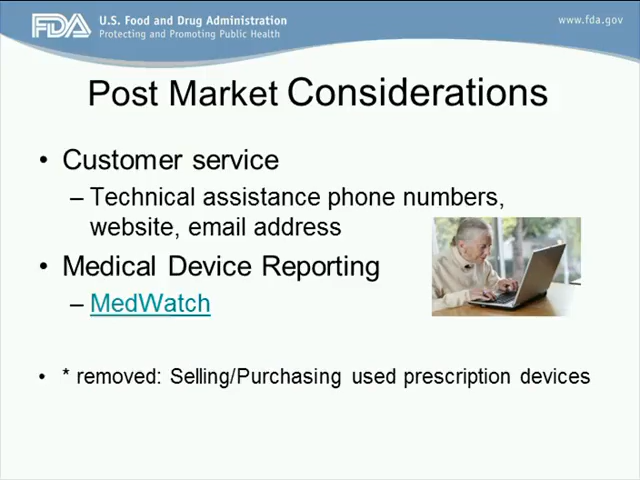 FDA U.S. Food and Drug Administration
Protecting and Promoting Public Health
www.fda.gov
Post Market Considerations
• Customer service
– Technical assistance phone numbers,
website, email address
• Medical Device Reporting
– MedWatch
• * removed: Selling/Purchasing used prescription devices